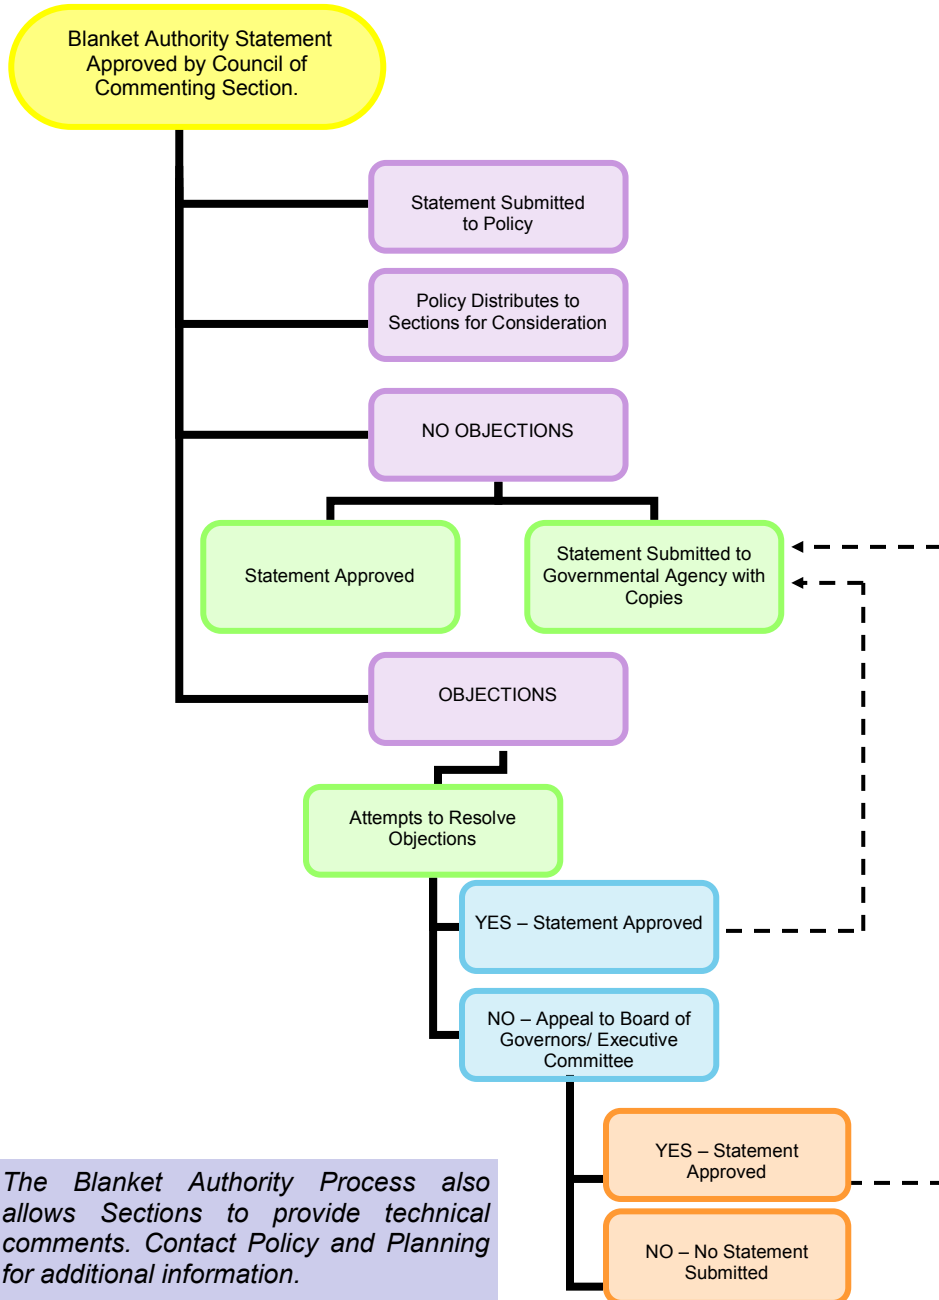 Blanket Authority Statement
Approved by Council of
Commenting Section.
Statement Submitted
to Policy
Policy Distributes to
Sections for Consideration
NO OBJECTIONS
Statement Approved
Statement Submitted to
Governmental Agency with
Copies
OBJECTIONS
Attempts to Resolve
Objections
YES – Statement Approved
NO – Appeal to Board of
Governors/ Executive
Committee
YES – Statement
Approved
NO – No Statement
Submitted
The Blanket Authority Process also
allows Sections to provide technical
comments. Contact Policy and Planning
for additional information.